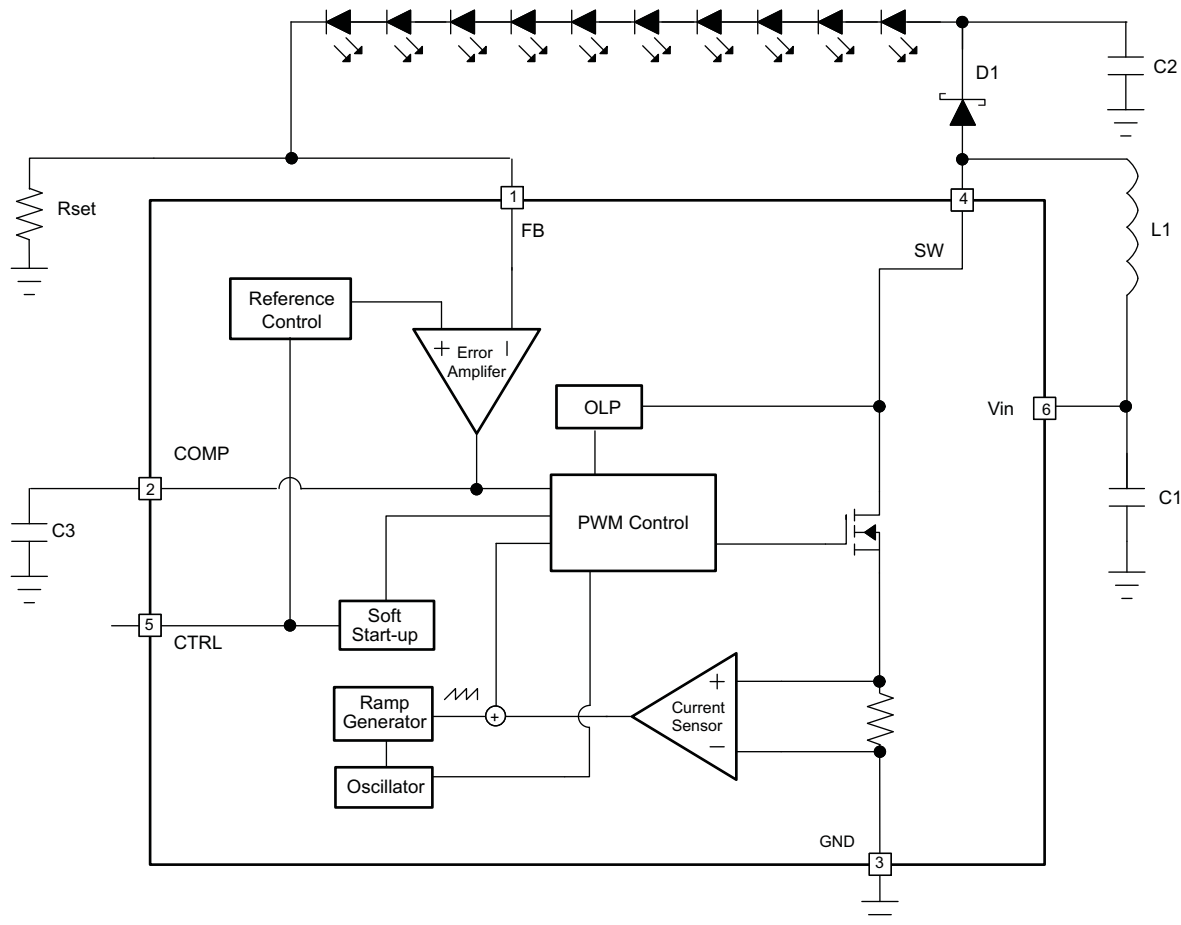 D1
C2
Rset
1
4
FB
SW
L1
Reference
Control
+ Error –
Amplifer
OLP
Vin
6
COMP
2
C3
PWM Control
C1
5
CTRL
Soft
Start-up
Ramp
Generator
+
+
Current
Sensor
–
Oscillator
GND
3